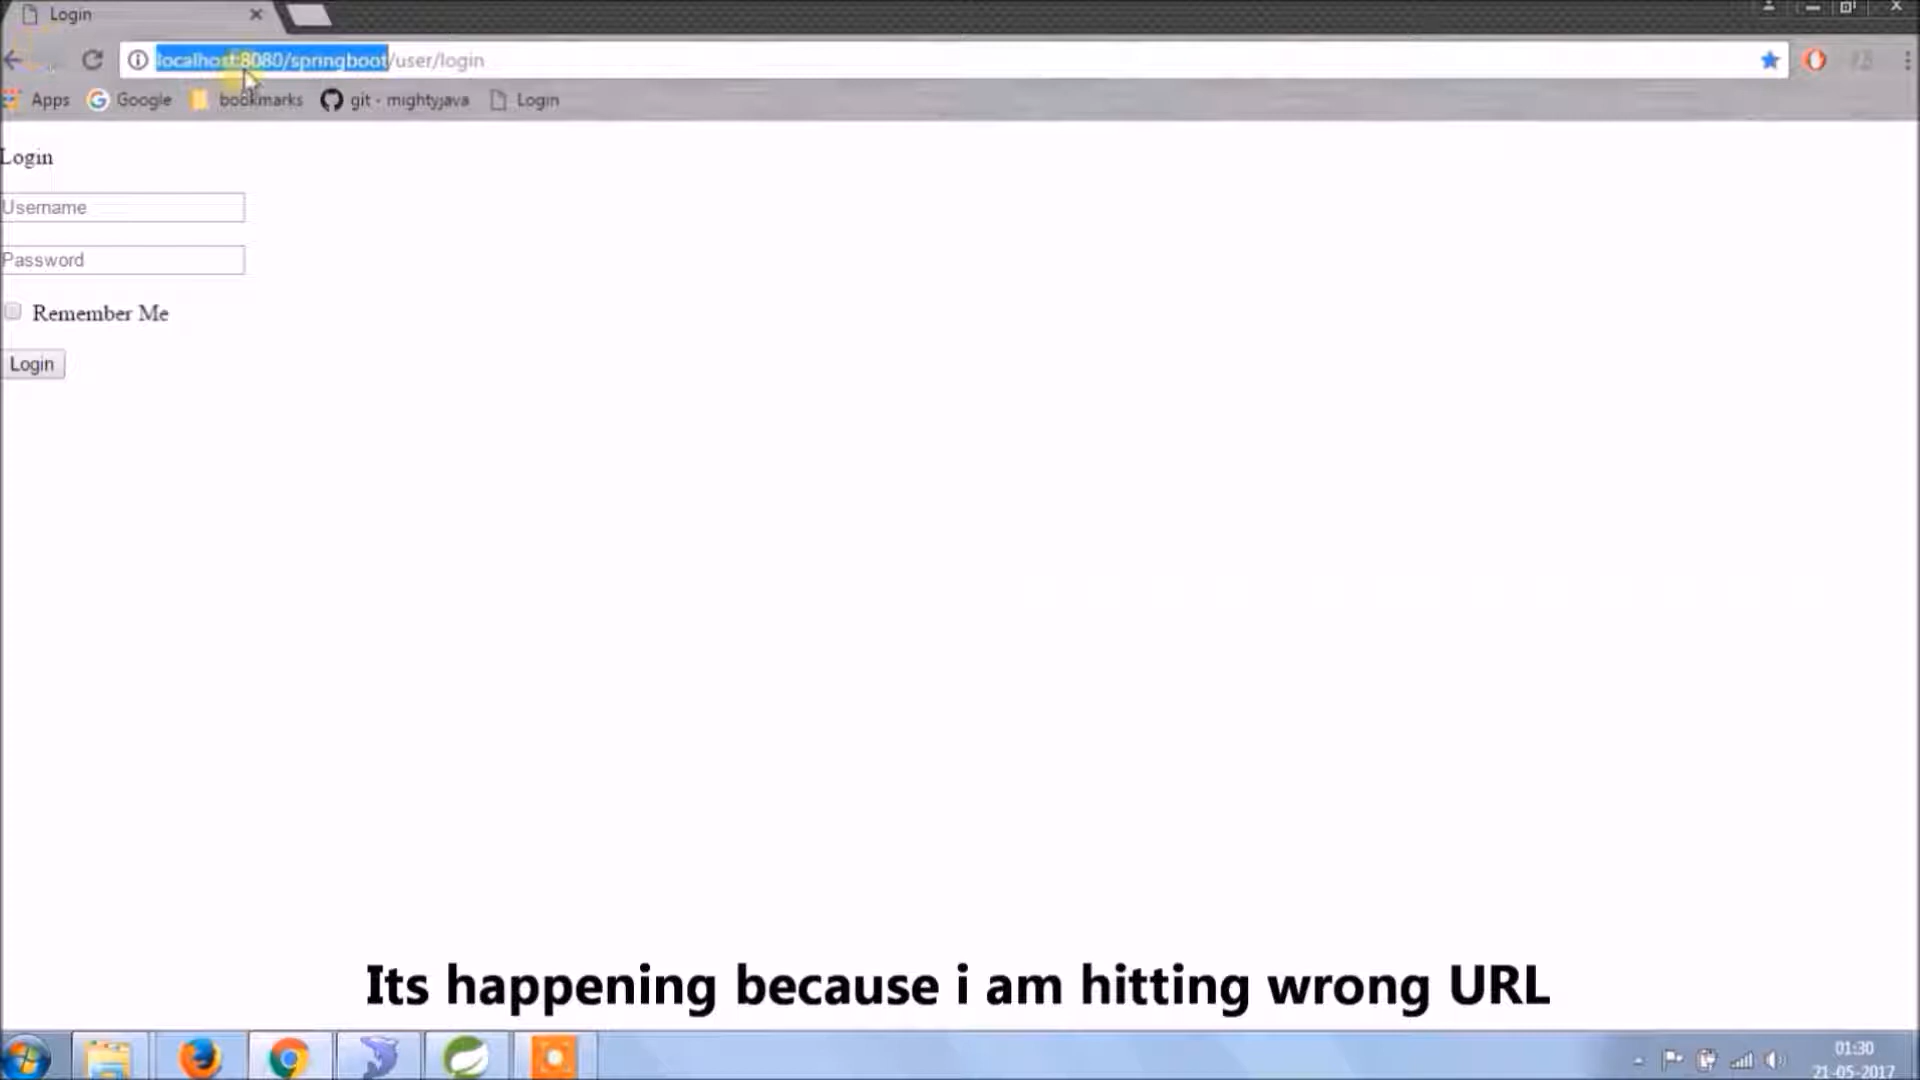 Login
localhost:8080/springboot/user/login
Apps Google bookmarks git - mightyjava Login
Login
Username
Password
Remember Me
Login
Its happening because i am hitting wrong URL
01:30
21-05-2017